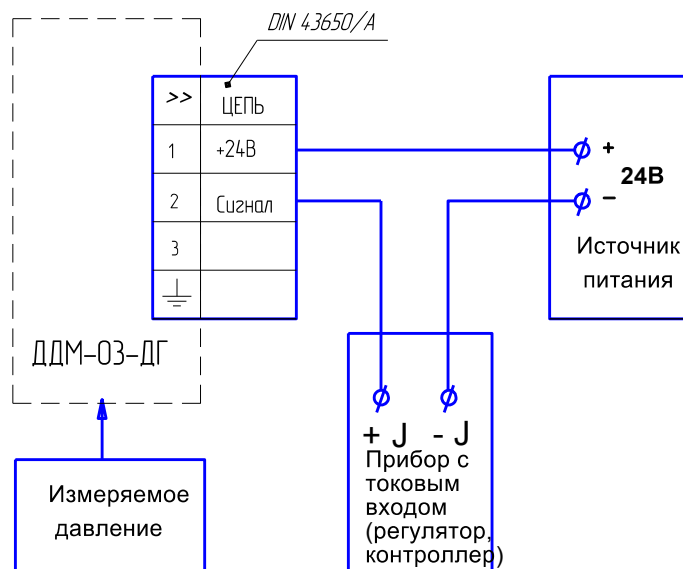 DIN 43650/А
>> ЦЕПЬ
1 +24В
2 Сигнал
3
+
24В
–
Источник
питания
ДДМ-03-ДГ
Измеряемое
давление
+ J - J
Прибор с
токовым
входом
(регулятор,
контроллер)